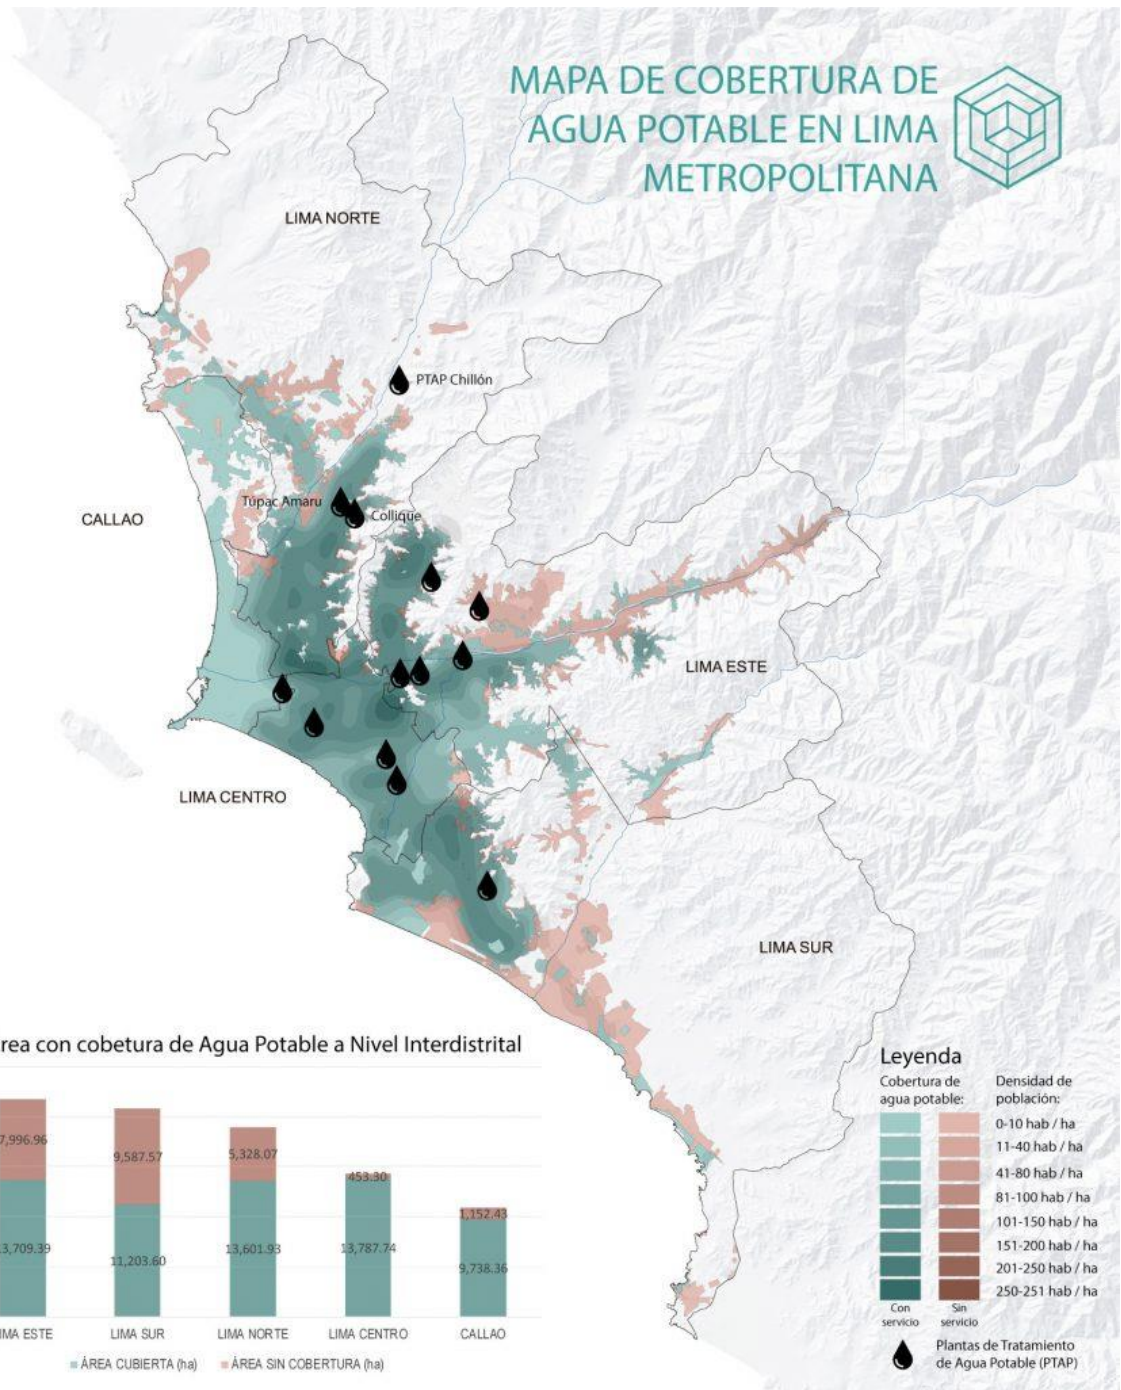 MAPA DE COBERTURA DE
AGUA POTABLE EN LIMA
METROPOLITANA
LIMA NORTE
PTAP Chillón
Túpac Amaru
Collique
CALLAO
LIMA ESTE
LIMA CENTRO
LIMA SUR
rea con cobetura de Agua Potable a Nivel Interdistrital
7,996.96
9,587.57
5,328.07
453.30
1,152.43
3,709.39
11,203.60
13,601.93
13,787.74
9,738.36
IMA ESTE
LIMA SUR
LIMA NORTE
LIMA CENTRO
CALLAO
ÁREA CUBIERTA (ha)
ÁREA SIN COBERTURA (ha)
Leyenda
Cobertura de
agua potable:
Densidad de
población:
0-10 hab / ha
11-40 hab / ha
41-80 hab / ha
81-100 hab / ha
101-150 hab / ha
151-200 hab / ha
201-250 hab / ha
250-251 hab / ha
Con
servicio
Sin
servicio
Plantas de Tratamiento
de Agua Potable (PTAP)